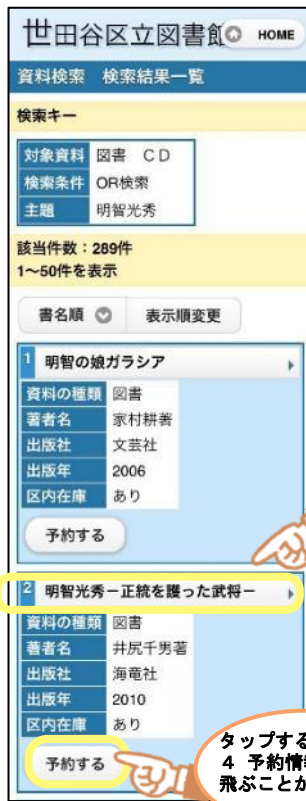 世田谷区立図書館 HOME
資料検索 検索結果一覧
検索キー
対象資料 図書 CD
検索条件 OR検索
主題 明智光秀
該当件数：289件
1～50件を表示
書名順 表示順変更
1 明智の娘ガラシア
資料の種類 図書
著者名 家村耕著
出版社 文芸社
出版年 2006
区内在庫 あり
予約する
2 明智光秀－正統を護った武将－
資料の種類 図書
著者名 井尻千男著
出版社 海竜社
出版年 2010
区内在庫 あり
予約する
タップする
4 予約情
飛ぶことが